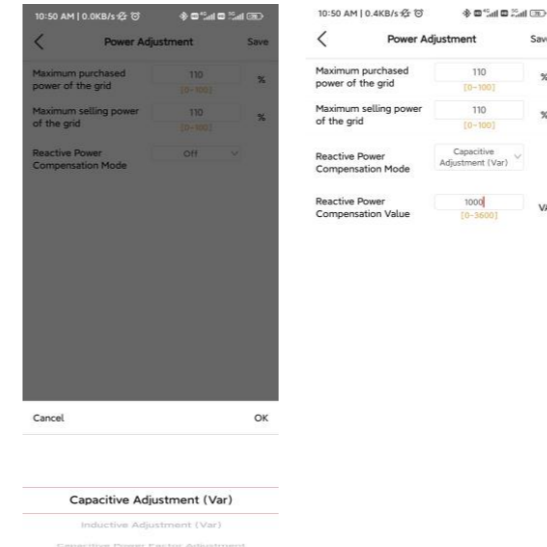 10:50 AM | 0.0KB/s
Power Adjustment
Save
Maximum purchased
power of the grid
110
%
[0~100]
Maximum selling power
of the grid
110
%
[0~100]
Reactive Power
Compensation Mode
Off
Cancel
OK
Capacitive Adjustment (Var)
Inductive Adjustment (Var)
Capacitive Power Factor Adjustment
10:50 AM | 0.4KB/s
Power Adjustment
Save
Maximum purchased
power of the grid
110
%
[0~100]
Maximum selling power
of the grid
110
%
[0~100]
Reactive Power
Compensation Mode
Capacitive
Adjustment (Var)
Reactive Power
Compensation Value
1000
[0~3600]